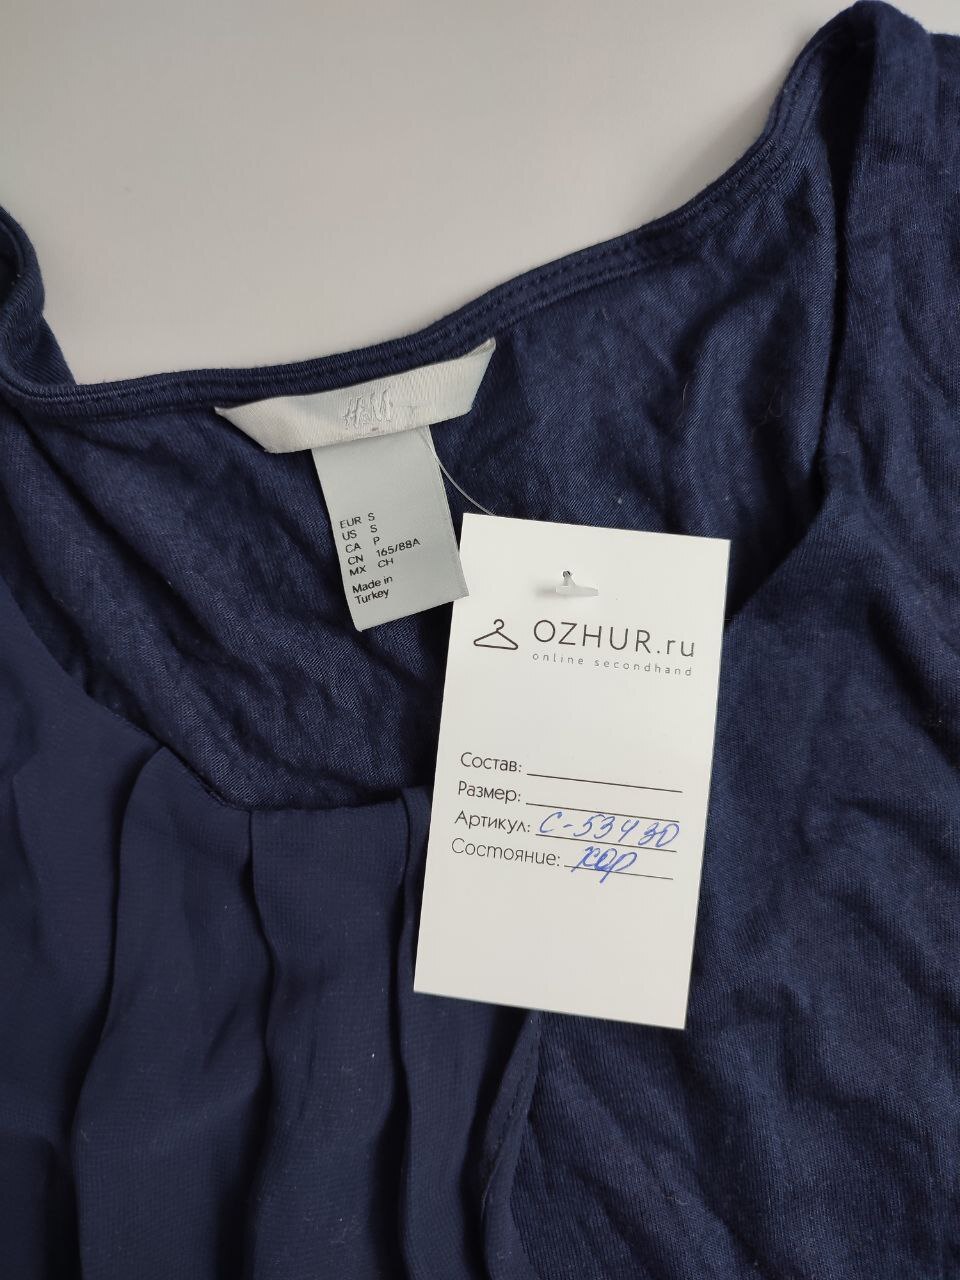 H&M
EUR S
US S
CA P
CN 165/88A
MX CH
Made in
Turkey
OZHUR.ru
online secondhand
Состав:
Размер:
Артикул: С-53430
Состояние: хор